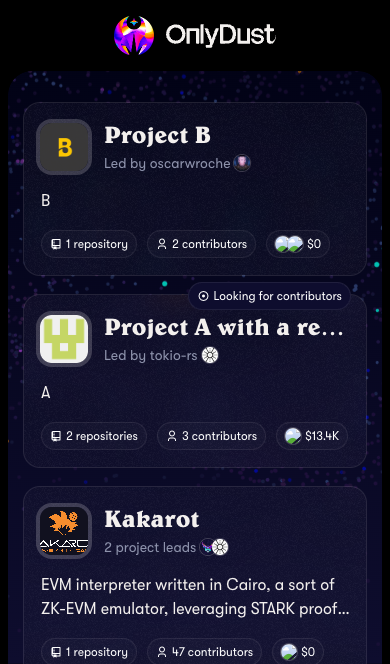 OnlyDust
B
Project B
Led by oscarwroche
B
1 repository
2 contributors
$0
Looking for contributors
Project A with a re...
Led by tokio-rs
A
2 repositories
3 contributors
$13.4K
Kakarot
2 project leads
EVM interpreter written in Cairo, a sort of
ZK-EVM emulator, leveraging STARK proof...
1 repository
47 contributors
$0